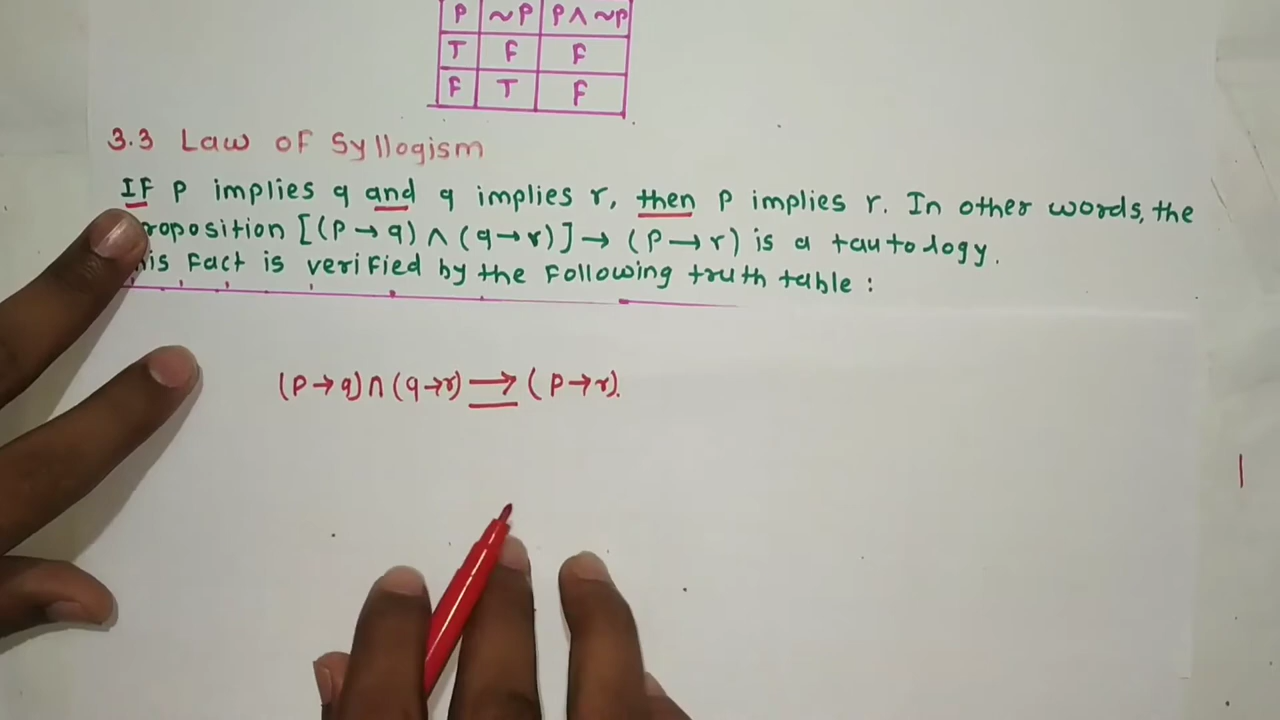 P ~P P∧~P
T F F
F T F
3.3 Law of Syllogism
IF P implies q and q implies r, then P implies r. In other words, the
roposition [(P→q)∧(q→r)]→(P→r) is a tautology.
is Fact is verified by the following truth table :
(P→q)∩(q→r)→(P→r).